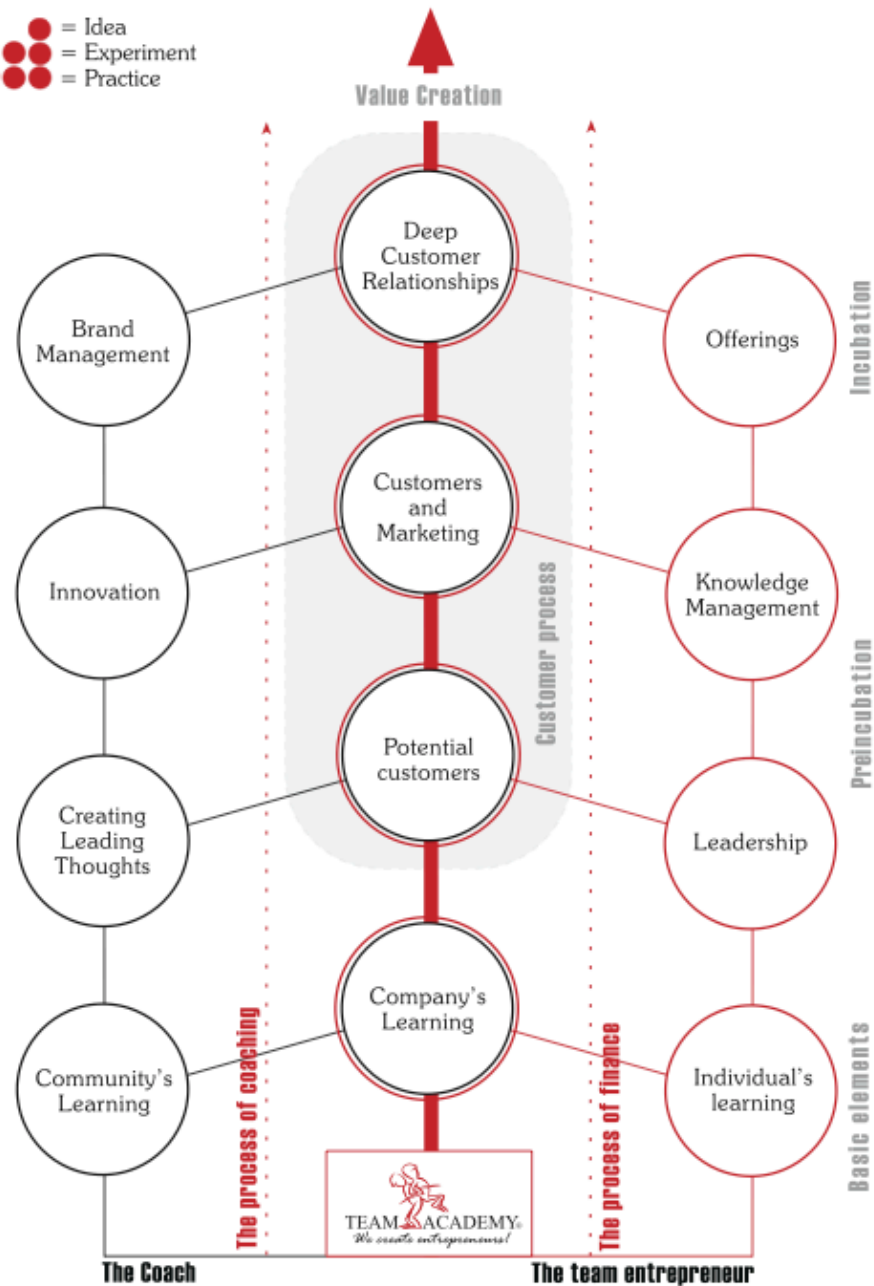 = Idea
= Experiment
= Practice
Value Creation
Deep
Customer
Relationships
Brand
Management
Offerings
Incubation
Customers
and
Marketing
Innovation
Knowledge
Management
Customer process
Preincubation
Potential
customers
Creating
Leading
Thoughts
Leadership
Company's
Learning
Community's
Learning
Individual's
learning
The process of coaching
The process of finance
Basic elements
TEAM ACADEMY®
We create entrepreneurs!
The Coach
The team entrepreneur